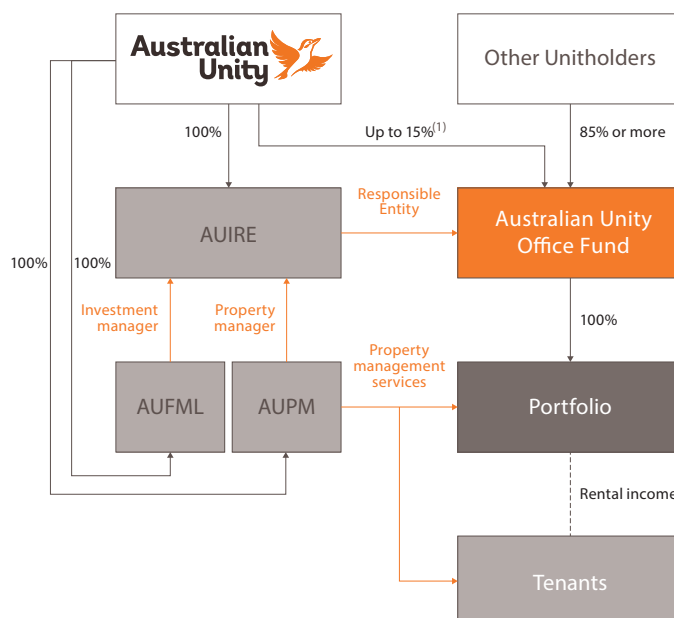 Australian
Unity
Other Unitholders
100%
Up to 15%(1)
85% or more
AUIRE
Responsible
Entity
Australian Unity
Office Fund
100%
100%
Investment
manager
Property
manager
100%
AUFML
AUPM
Property
management
services
Portfolio
Rental income
Tenants